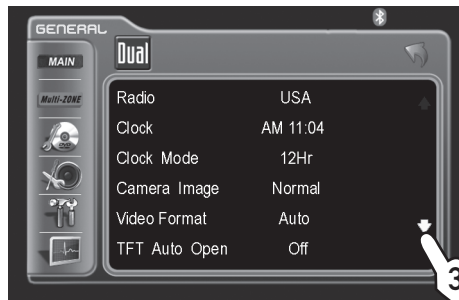 GENERAL
MAIN
Dual
Multi-ZONE
DVD
Radio USA
Clock AM 11:04
Clock Mode 12Hr
Camera Image Normal
Video Format Auto
TFT Auto Open Off
3